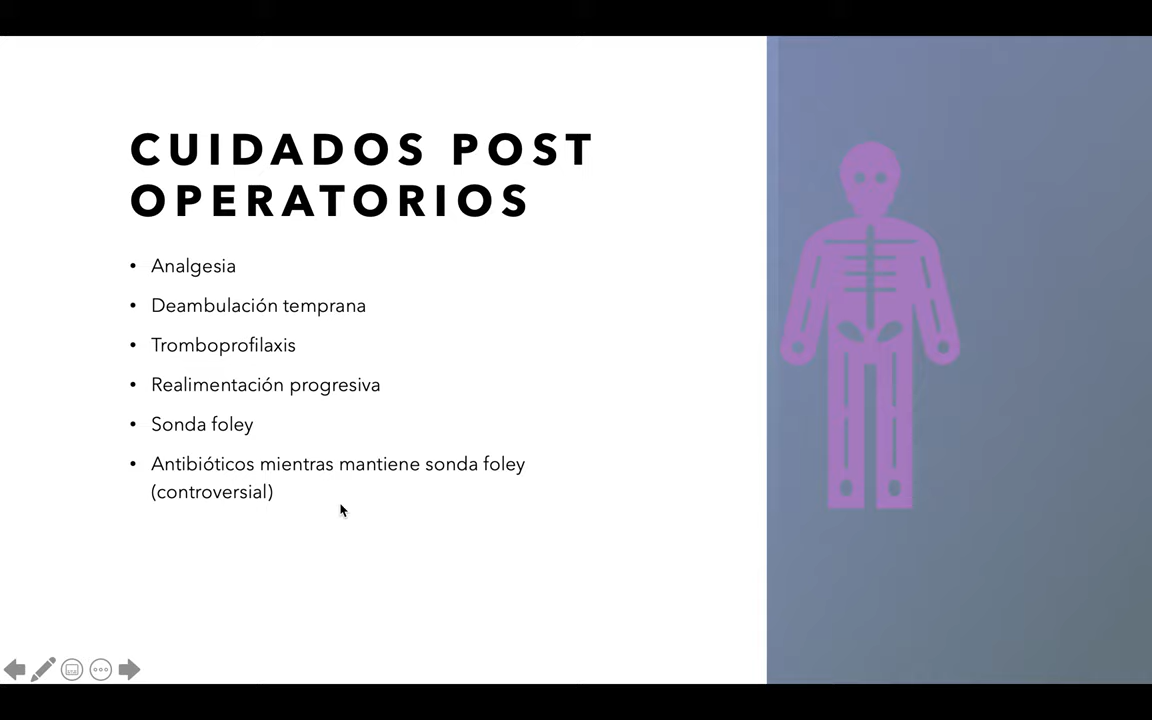 CUIDADOS POST
OPERATORIOS
• Analgesia
• Deambulación temprana
• Tromboprofilaxis
• Realimentación progresiva
• Sonda foley
• Antibióticos mientras mantiene sonda foley
(controversial)